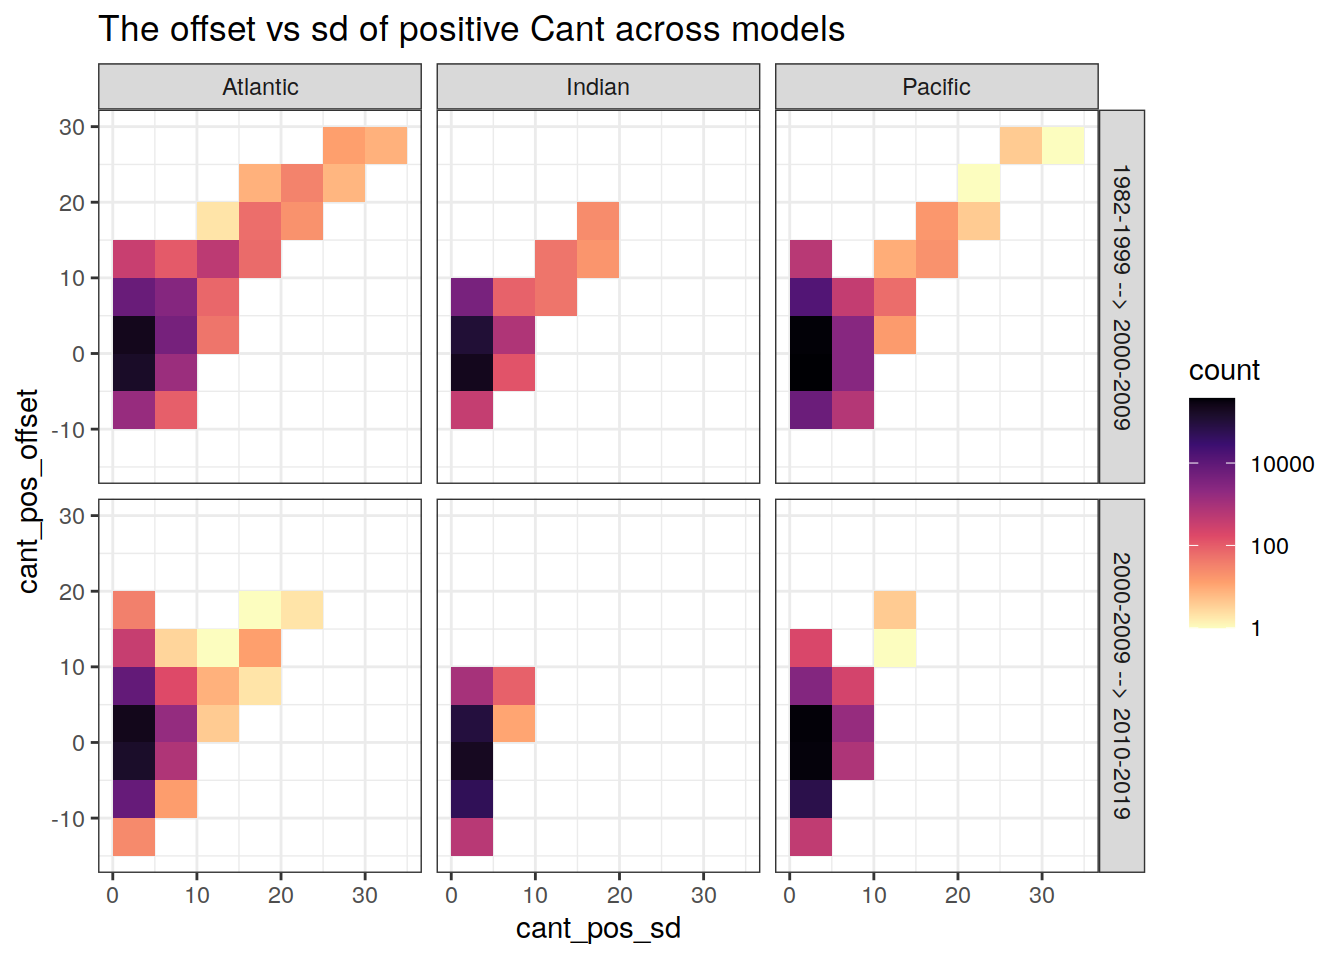 The offset vs sd of positive Cant across models
Atlantic
Indian
Pacific
30
20
10
0
-10
1982-1999 --> 2000-2009
30
20
10
0
-10
2000-2009 --> 2010-2019
cant_pos_offset
0
10
20
30
0
10
20
30
0
10
20
30
cant_pos_sd
count
10000
100
1